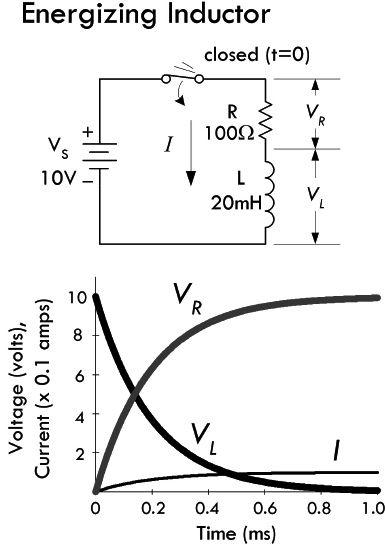 Energizing Inductor
closed (t=0)
+
V_S
10V –
I
R
100Ω
L
20mH
V_R
V_L
Voltage (volts),
Current (x 0.1 amps)
10
8
6
4
2
V_R
V_L
I
0
0.2
0.4
0.6
0.8
1.0
Time (ms)